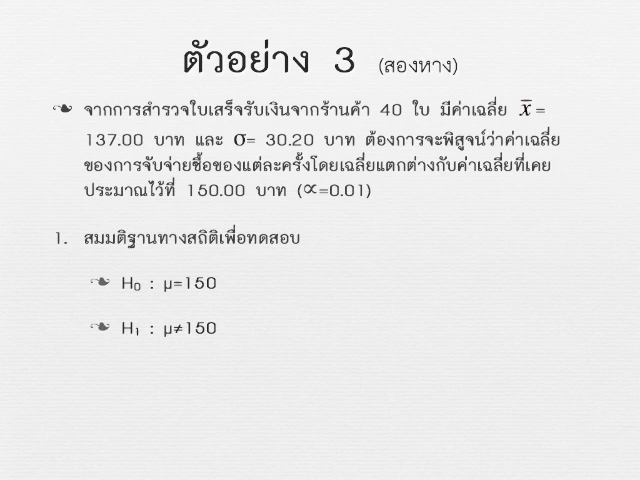 ตัวอย่าง 3 (สองหาง)
จากการสำรวจใบเสร็จรับเงินจากร้านค้า 40 ใบ มีค่าเฉลี่ย x̄ =
137.00 บาท และ σ= 30.20 บาท ต้องการจะพิสูจน์ว่าค่าเฉลี่ย
ของการจับจ่ายซื้อของแต่ละครั้งโดยเฉลี่ยแตกต่างกับค่าเฉลี่ยที่เคย
ประมาณไว้ที่ 150.00 บาท (∝=0.01)
1. สมมติฐานทางสถิติเพื่อทดสอบ
H₀ : µ=150
H₁ : µ≠150